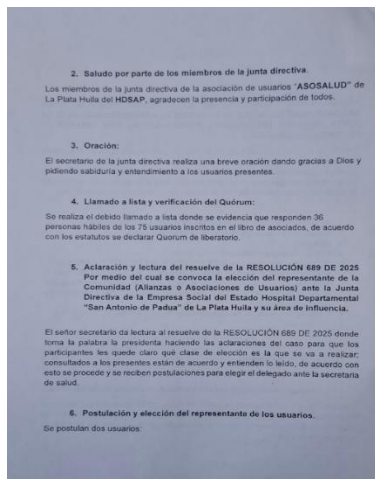 2. Saludo por parte de los miembros de la junta directiva.
Los miembros de la junta directiva de la asociación de usuarios "ASOSALUD" de
La Plata Huila del HDSAP, agradecen la presencia y participación de todos.
3. Oración:
El secretario de la junta directiva realiza una breve oración dando gracias a Dios y
pidiendo sabiduría y entendimiento a los usuarios presentes.
4. Llamado a lista y verificación del Quórum:
Se realiza el debido llamado a lista donde se evidencia que responden 36
personas hábiles de los 75 usuarios inscritos en el libro de asociados, de acuerdo
con los estatutos se declarar Quorum de liberatorio.
5. Aclaración y lectura del resuelve de la RESOLUCIÓN 689 DE 2025
Por medio del cual se convoca la elección del representante de la
Comunidad (Alianzas o Asociaciones de Usuarios) ante la Junta
Directiva de la Empresa Social del Estado Hospital Departamental
"San Antonio de Padua" de La Plata Huila y su área de influencia.
El señor secretario da lectura al resuelve de la RESOLUCIÓN 689 DE 2025 donde
toma la palabra la presidenta haciendo las aclaraciones del caso para que los
participantes les quede claro qué clase de elección es la que se va a realizar;
consultados a los presentes están de acuerdo y entienden lo leído, de acuerdo con
esto se procede y se reciben postulaciones para elegir el delegado ante la secretaria
de salud.
6. Postulación y elección del representante de los usuarios.
Se postulan dos usuarios: